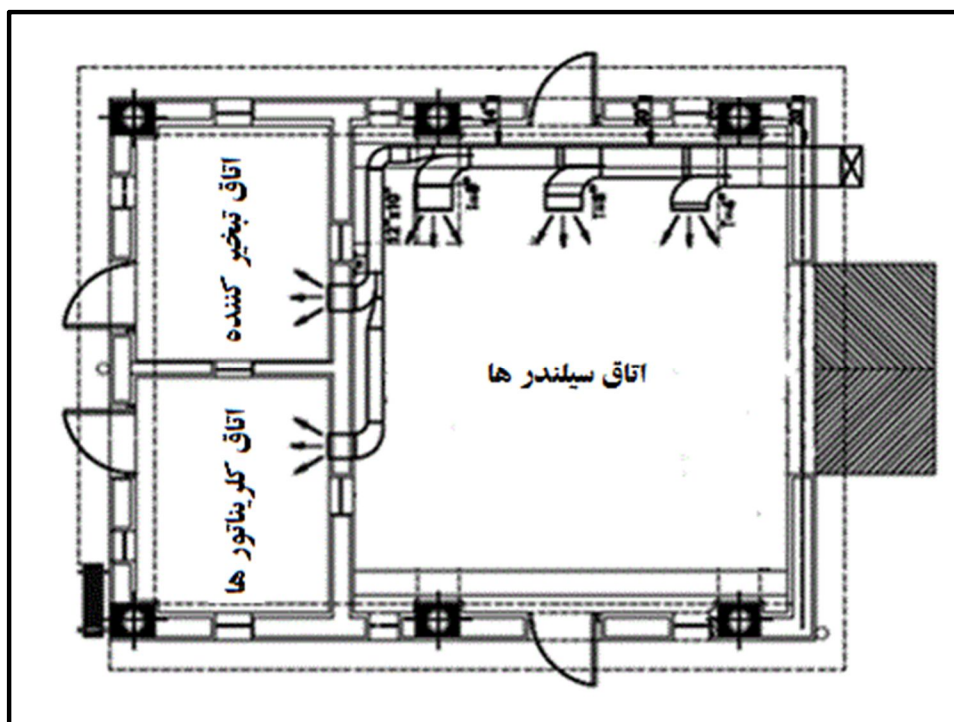 اتاق تبخیر کننده
اتاق سیلندر ها
اتاق کلریناتور ها